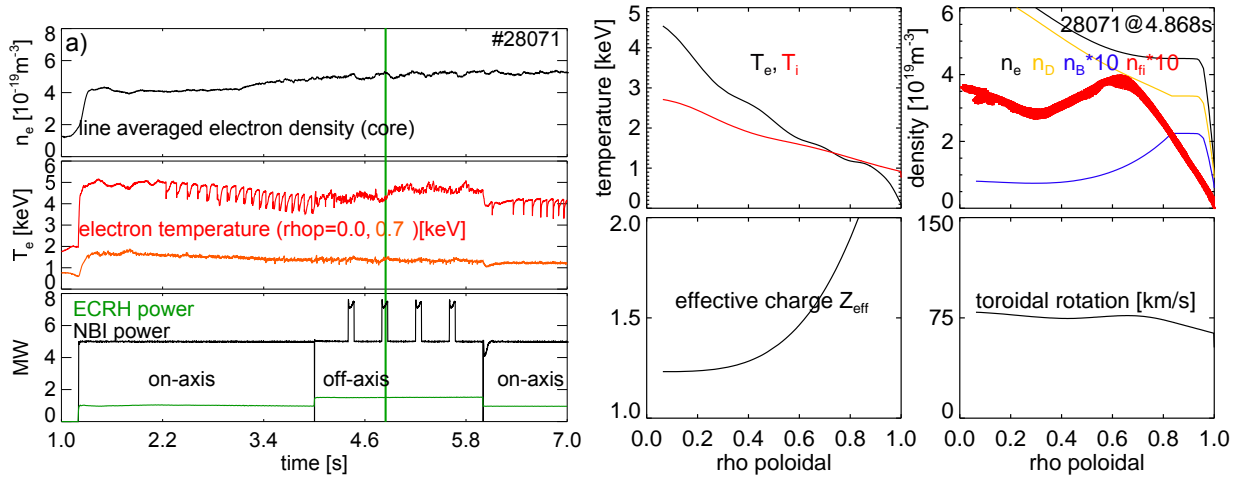 a)
#28071
n_e [10^-19 m^-3]
8
6
4
2
0
line averaged electron density (core)
T_e [keV]
6
5
4
3
2
1
0
electron temperature (rhop=0.0, 0.7 )[keV]
MW
8
6
4
2
0
ECRH power
NBI power
on-axis
off-axis
on-axis
1.0 2.2 3.4 4.6 5.8 7.0
time [s]
temperature [keV]
5
4
3
2
1
0
T_e, T_i
density [10^19 m^-3]
6
4
2
0
28071@4.868s
n_e n_D n_B*10 n_fi*10
2.0
1.5
1.0
effective charge Z_eff
0.0 0.2 0.4 0.6 0.8 1.0
rho poloidal
150
75
0
toroidal rotation [km/s]
0.0 0.2 0.4 0.6 0.8 1.0
rho poloidal